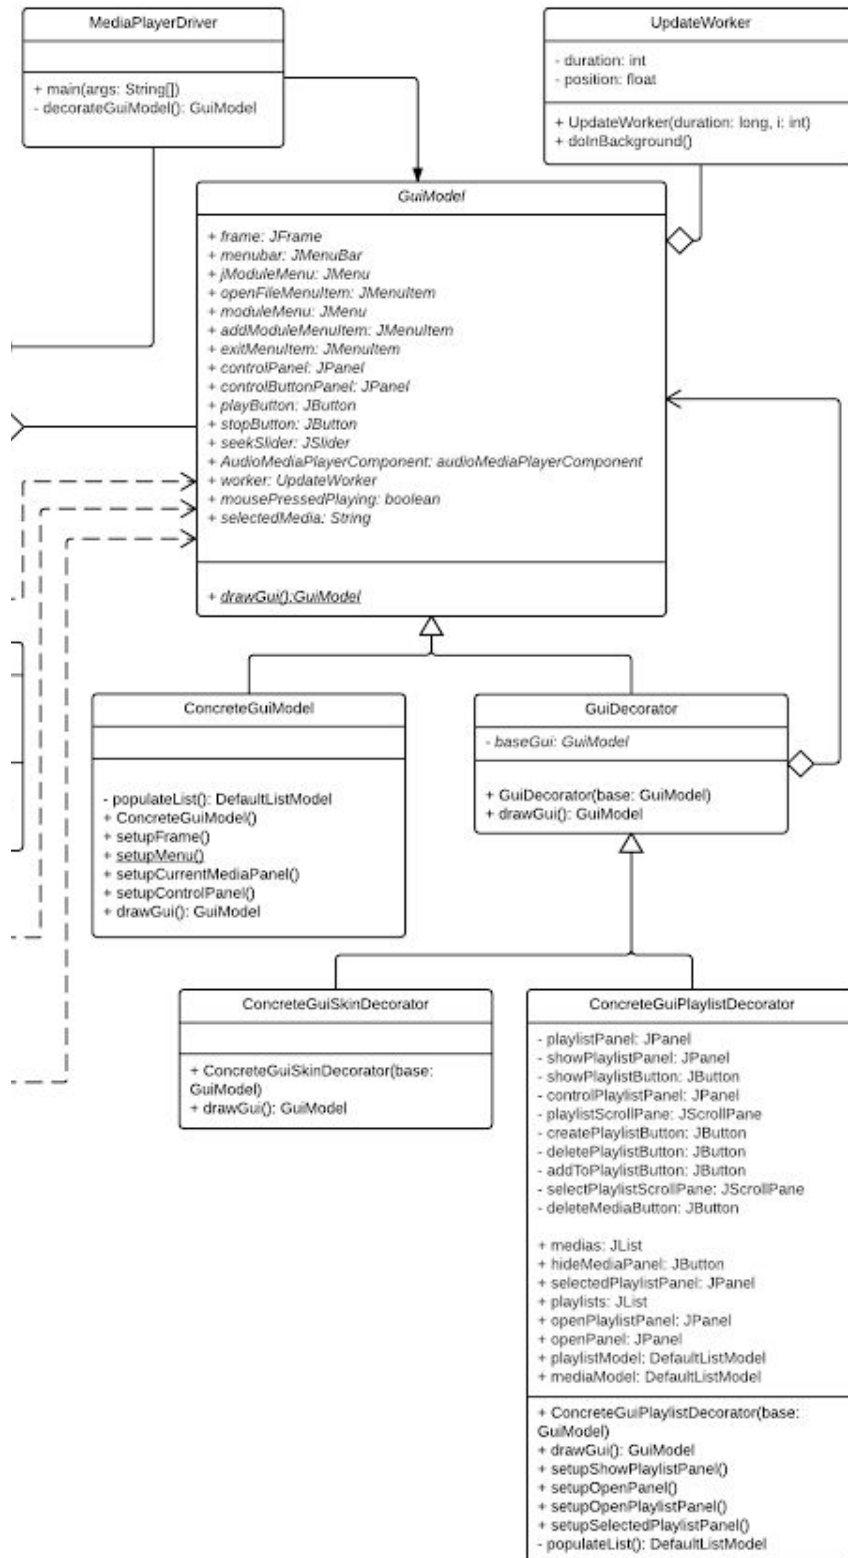 MediaPlayerDriver
+ main(args: String[])
- decorateGuiModel(): GuiModel
UpdateWorker
- duration: int
- position: float
+ UpdateWorker(duration: long, i: int)
+ doInBackground()
GuiModel
+ frame: JFrame
+ menubar: JMenuBar
+ jModuleMenu: JMenu
+ openFileMenuItem: JMenuItem
+ moduleMenu: JMenu
+ addModuleMenuItem: JMenuItem
+ exitMenuItem: JMenuItem
+ controlPanel: JPanel
+ controlButtonPanel: JPanel
+ playButton: JButton
+ stopButton: JButton
+ seekSlider: JSlider
+ AudioMediaPlayerComponent: audioMediaPlayerComponent
+ worker: UpdateWorker
+ mousePressedPlaying: boolean
+ selectedMedia: String
+ drawGui():GuiModel
ConcreteGuiModel
- populateList(): DefaultListModel
+ ConcreteGuiModel()
+ setupFrame()
+ setupMenu()
+ setupCurrentMediaPanel()
+ setupControlPanel()
+ drawGui(): GuiModel
GuiDecorator
- baseGui: GuiModel
+ GuiDecorator(base: GuiModel)
+ drawGui(): GuiModel
ConcreteGuiSkinDecorator
+ ConcreteGuiSkinDecorator(base:
GuiModel)
+ drawGui(): GuiModel
ConcreteGuiPlaylistDecorator
- playlistPanel: JPanel
- showPlaylistPanel: JPanel
- showPlaylistButton: JButton
- controlPlaylistPanel: JPanel
- playlistScrollPane: JScrollPane
- createPlaylistButton: JButton
- deletePlaylistButton: JButton
- addToPlaylistButton: JButton
- selectPlaylistScrollPane: JScrollPane
- deleteMediaButton: JButton
+ medias: JList
+ hideMediaPanel: JButton
+ selectedPlaylistPanel: JPanel
+ playlists: JList
+ openPlaylistPanel: JPanel
+ openPanel: JPanel
+ playlistModel: DefaultListModel
+ mediaModel: DefaultListModel
+ ConcreteGuiPlaylistDecorator(base:
GuiModel)
+ drawGui(): GuiModel
+ setupShowPlaylistPanel()
+ setupOpenPanel()
+ setupOpenPlaylistPanel()
+ setupSelectedPlaylistPanel()
- populateList(): DefaultListModel